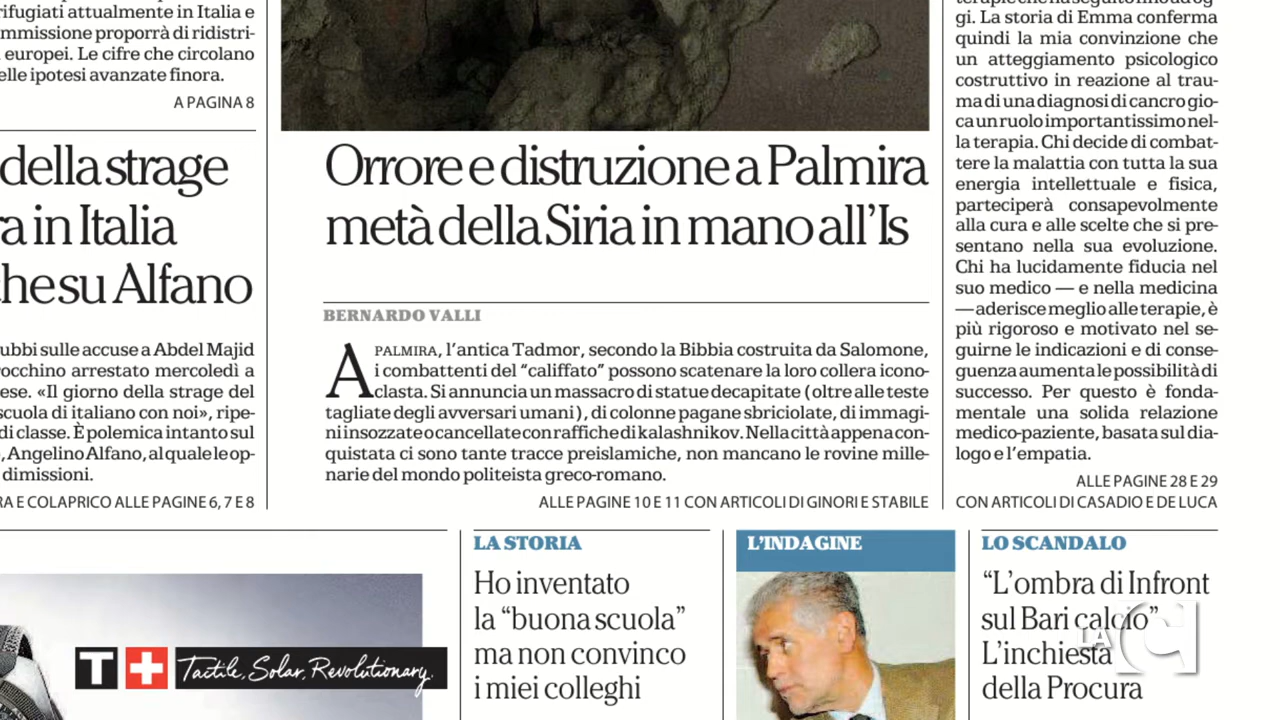 rifugiati attualmente in Italia e
ommissione proporrà di ridistri-
i europei. Le cifre che circolano
elle ipotesi avanzate finora.
A PAGINA 8
della strage
ra in Italia
che su Alfano
ubbi sulle accuse a Abdel Majid
rocchino arrestato mercoledì a
ese. «Il giorno della strage del
scuola di italiano con noi», ripe-
di classe. È polemica intanto sul
, Angelino Alfano, al quale le op-
dimissioni.
RA E COLAPRICO ALLE PAGINE 6, 7 E 8
Orrore e distruzione a Palmira
metà della Siria in mano all’Is
BERNARDO VALLI
A PALMIRA, l’antica Tadmor, secondo la Bibbia costruita da Salomone,
i combattenti del “califfato” possono scatenare la loro collera icono-
clasta. Si annuncia un massacro di statue decapitate (oltre alle teste
tagliate degli avversari umani), di colonne pagane sbriciolate, di immagi-
ni insozzate o cancellate con raffiche di kalashnikov. Nella città appena con-
quistata ci sono tante tracce preislamiche, non mancano le rovine mille-
narie del mondo politeista greco-romano.
ALLE PAGINE 10 E 11 CON ARTICOLI DI GINORI E STABILE
terapie che ha seguito fino ad og-
gi. La storia di Emma conferma
quindi la mia convinzione che
un atteggiamento psicologico
costruttivo in reazione al trau-
ma di una diagnosi di cancro gio-
ca un ruolo importantissimo nel-
la terapia. Chi decide di combat-
tere la malattia con tutta la sua
energia intellettuale e fisica,
parteciperà consapevolmente
alla cura e alle scelte che si pre-
sentano nella sua evoluzione.
Chi ha lucidamente fiducia nel
suo medico — e nella medicina
— aderisce meglio alle terapie, è
più rigoroso e motivato nel se-
guirne le indicazioni e di conse-
guenza aumenta le possibilità di
successo. Per questo è fonda-
mentale una solida relazione
medico-paziente, basata sul dia-
logo e l’empatia.
ALLE PAGINE 28 E 29
CON ARTICOLI DI CASADIO E DE LUCA
T+ Tactile, Solar, Revolutionary.
LA STORIA
Ho inventato
la “buona scuola”
ma non convinco
i miei colleghi
L’INDAGINE
LO SCANDALO
“L’ombra di Infront
sul Bari calcio”
L’inchiesta
della Procura
LA C